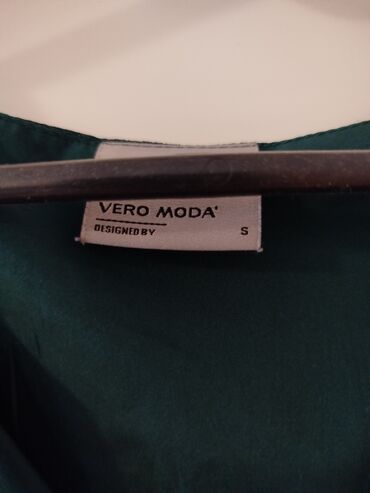 VERO MODA'
DESIGNED BY
S